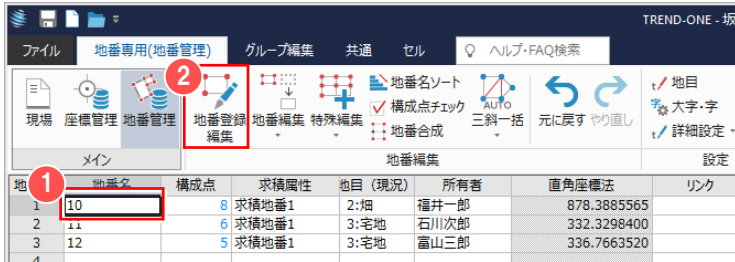 TREND-ONE - 坂
ファイル 地番専用(地番管理) グループ編集 共通 セル ヘルプ・FAQ検索
2
現場 座標管理 地番管理 地番登録編集 地番編集 特殊編集 地番名ソート 構成点チェック 地番合成 AUTO 三斜一括 元に戻す やり直し 地目 大字・字 詳細設定
メイン 地番編集 設定
1
地 地番名 構成点 求積属性 地目（現況） 所有者 直角座標法 リンク
1 10 8 求積地番1 2:畑 福井一郎 878.3885565
2 11 6 求積地番1 3:宅地 石川次郎 332.3298400
3 12 5 求積地番1 3:宅地 富山三郎 336.7663520
4